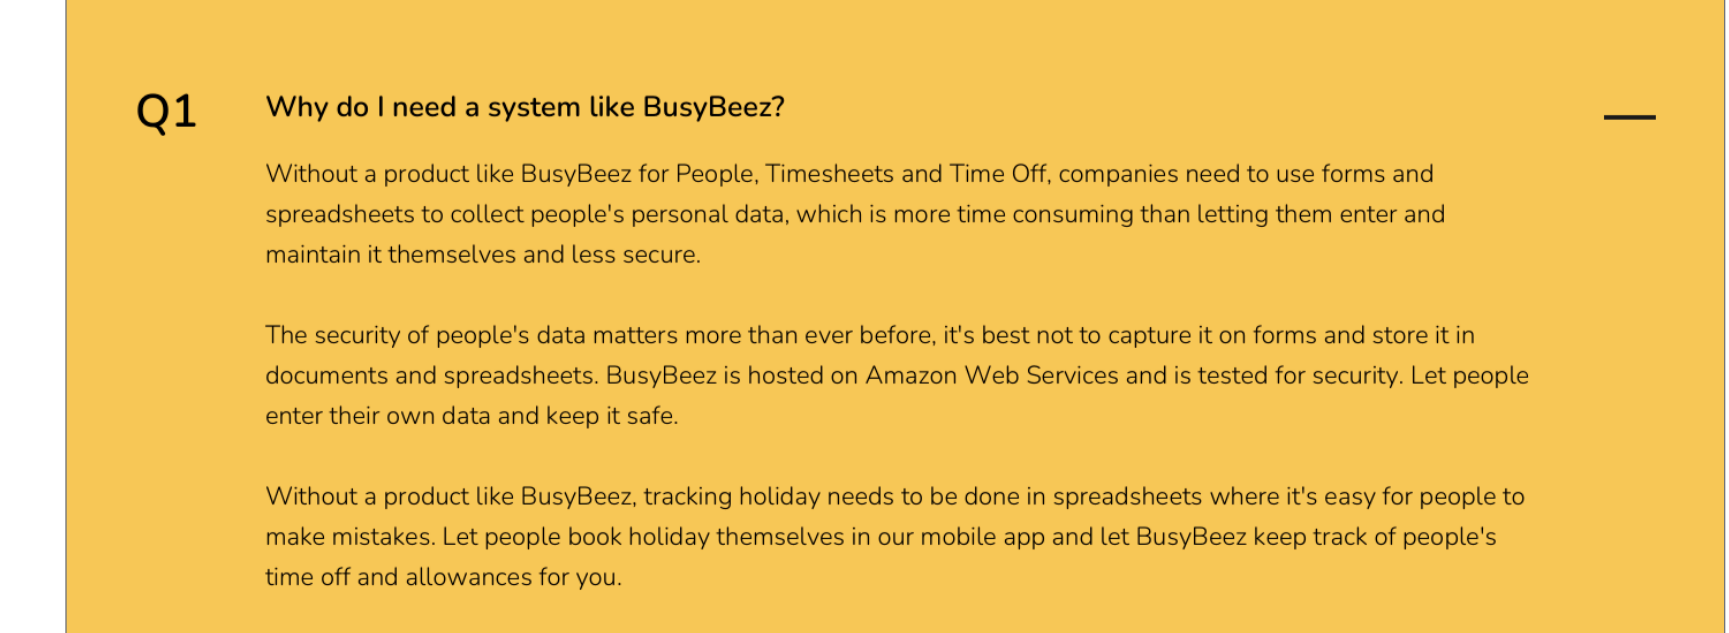 Q1
Why do I need a system like BusyBeez?
Without a product like BusyBeez for People, Timesheets and Time Off, companies need to use forms and
spreadsheets to collect people's personal data, which is more time consuming than letting them enter and
maintain it themselves and less secure.
The security of people's data matters more than ever before, it's best not to capture it on forms and store it in
documents and spreadsheets. BusyBeez is hosted on Amazon Web Services and is tested for security. Let people
enter their own data and keep it safe.
Without a product like BusyBeez, tracking holiday needs to be done in spreadsheets where it's easy for people to
make mistakes. Let people book holiday themselves in our mobile app and let BusyBeez keep track of people's
time off and allowances for you.